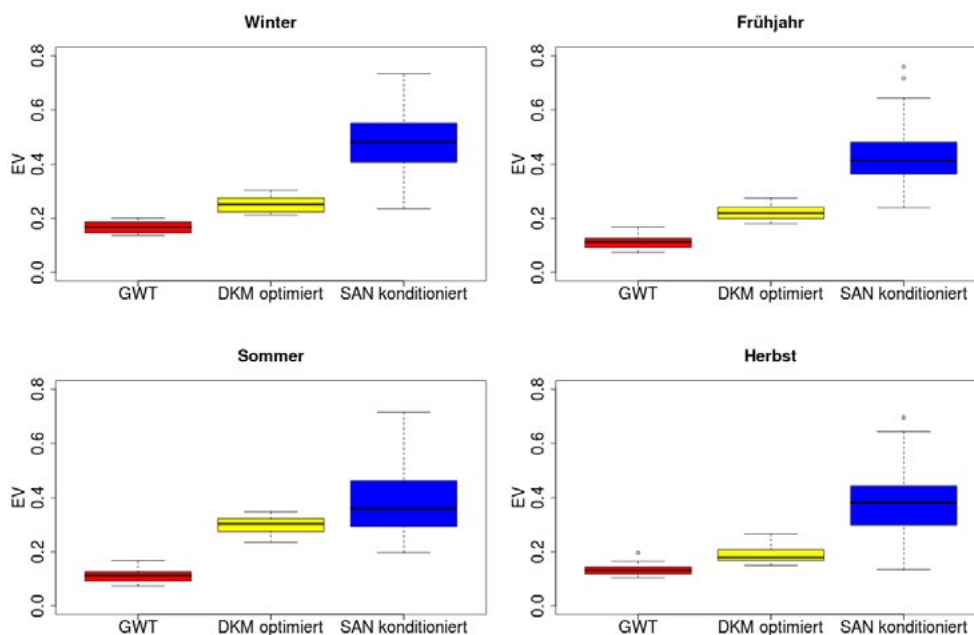 Winter
EV
0.0 0.2 0.4 0.6 0.8
GWT DKM optimiert SAN konditioniert
Frühjahr
EV
0.0 0.2 0.4 0.6 0.8
GWT DKM optimiert SAN konditioniert
Sommer
EV
0.0 0.2 0.4 0.6 0.8
GWT DKM optimiert SAN konditioniert
Herbst
EV
0.0 0.2 0.4 0.6 0.8
GWT DKM optimiert SAN konditioniert